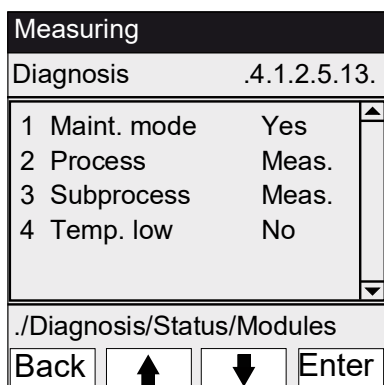 Measuring
Diagnosis .4.1.2.5.13.
1 Maint. mode Yes
2 Process Meas.
3 Subprocess Meas.
4 Temp. low No
./Diagnosis/Status/Modules
Back Enter